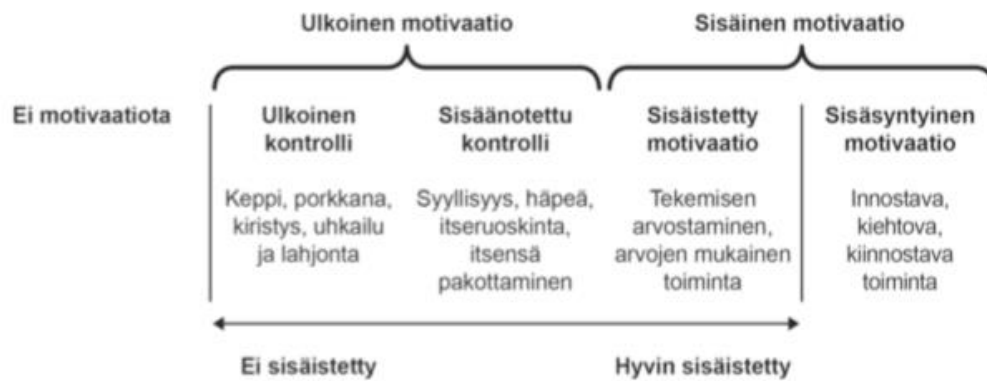 Ulkoinen motivaatio
Sisäinen motivaatio
Ei motivaatiota
Ulkoinen
kontrolli
Keppi, porkkana,
kiristys, uhkailu
ja lahjonta
Sisäänotettu
kontrolli
Syyllisyys, häpeä,
itseruoskinta,
itsensä
pakottaminen
Sisäistetty
motivaatio
Tekemisen
arvostaminen,
arvojen mukainen
toiminta
Sisäsyntyinen
motivaatio
Innostava,
kiehtova,
kiinnostava
toiminta
Ei sisäistetty
Hyvin sisäistetty